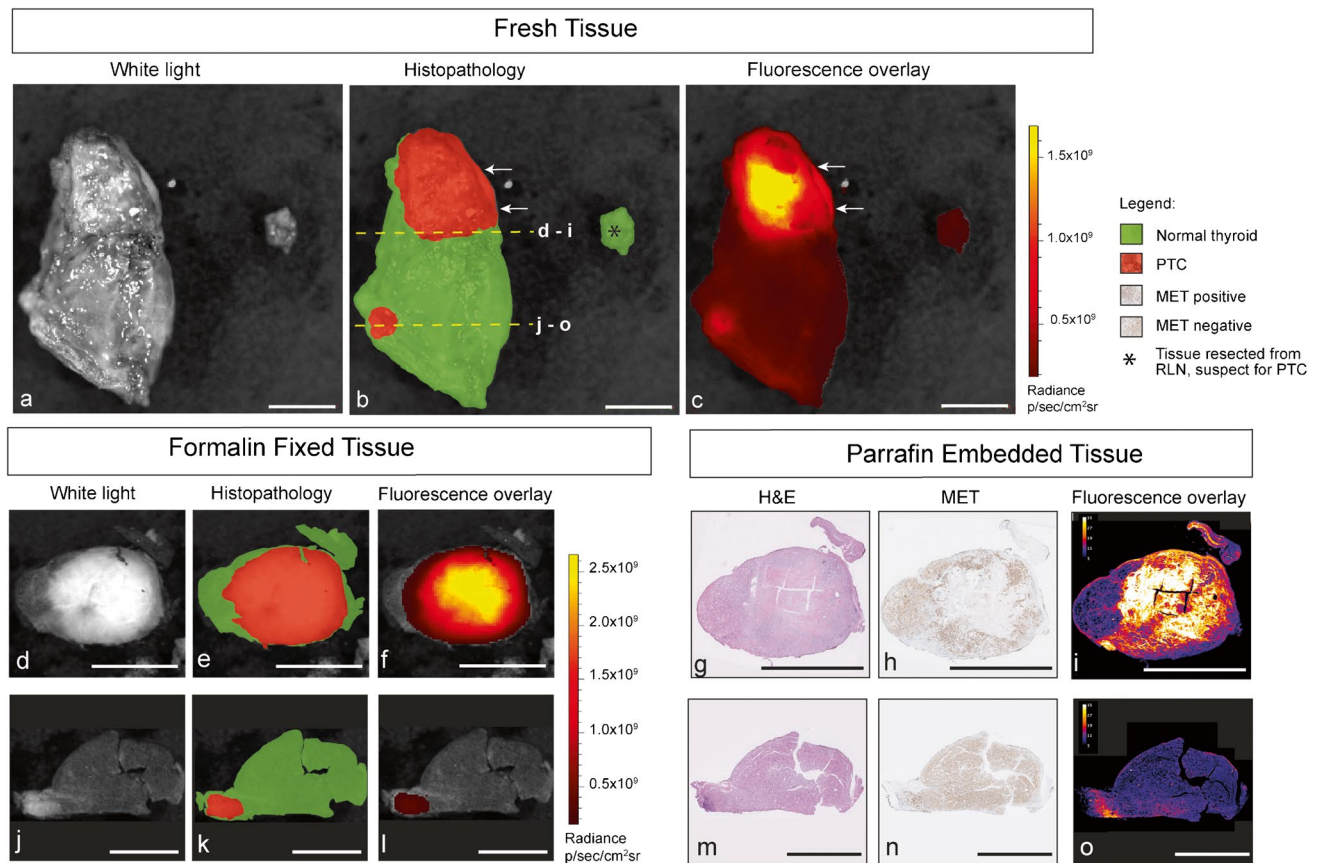 Fresh Tissue
White light
Histopathology
Fluorescence overlay
a
b
d - i
*
j - o
c
1.5x10⁹
1.0x10⁹
0.5x10⁹
Radiance
p/sec/cm²sr
Legend:
Normal thyroid
PTC
MET positive
MET negative
* Tissue resected from
RLN, suspect for PTC
Formalin Fixed Tissue
White light
Histopathology
Fluorescence overlay
d
e
f
j
k
l
2.5x10⁹
2.0x10⁹
1.5x10⁹
1.0x10⁹
0.5x10⁹
Radiance
p/sec/cm²sr
Parrafin Embedded Tissue
H&E
MET
Fluorescence overlay
g
h
i
m
n
o